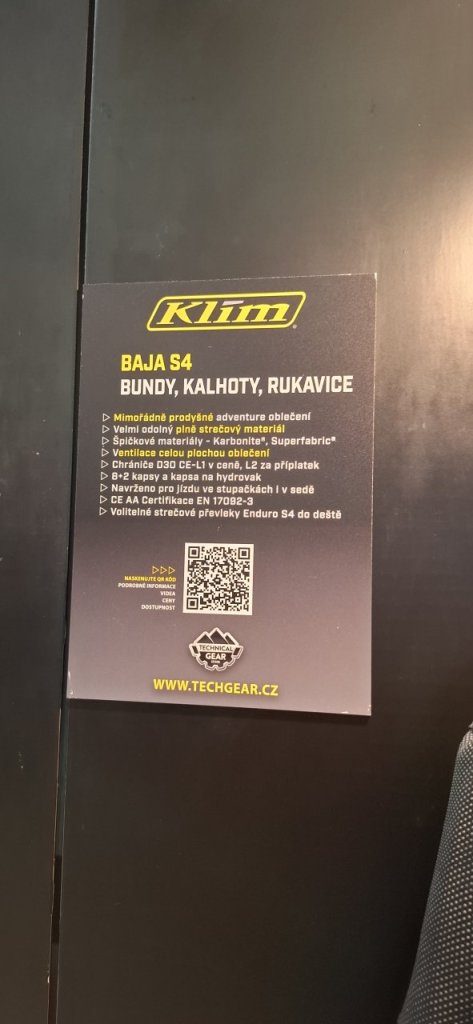 Klim
BAJA S4
BUNDY, KALHOTY, RUKAVICE
Mimořádně prodyšné adventure oblečení
Velmi odolný plně strečový materiál
Špičkové materiály - Karbonite®, Superfabric®
Ventilace celou plochou oblečení
Chrániče D3O CE-L1 v ceně, L2 za příplatek
8+2 kapsy a kapsa na hydrovak
Navrženo pro jízdu ve stupačkách i v sedě
CE AA Certifikace EN 17092-3
Volitelné strečové převleky Enduro S4 do deště
NASKENUJTE QR KÓD
PODROBNÉ INFORMACE
VIDEA
CENY
DOSTUPNOST
TECHNICAL
GEAR
WWW.TECHGEAR.CZ